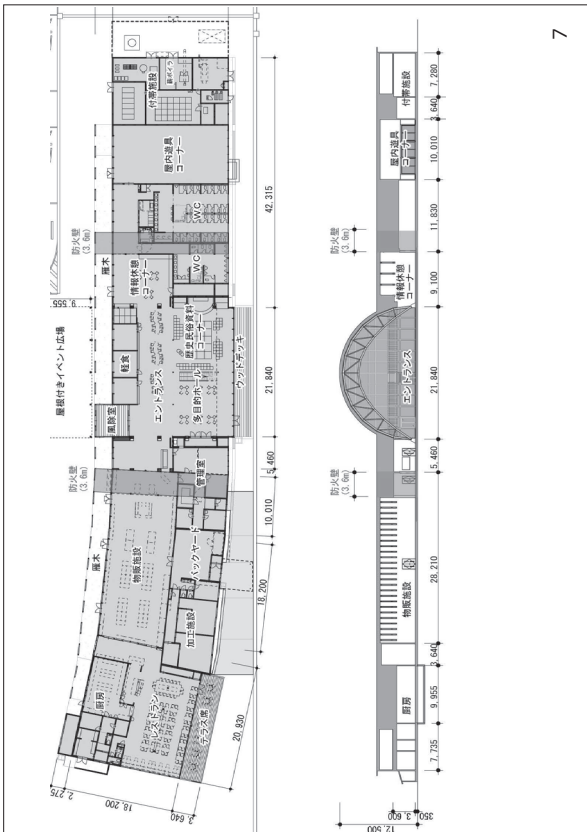 屋根付きイベント広場
9,555
防火壁
(3.6m)
防火壁
(3.6m)
雁木
雁木
付帯施設
薪ボイラ
屋内遊具
コーナー
WC
WC
情報休憩
コーナー
軽食
風除室
エントランス
歴史民俗資料
コーナー
多目的ホール
ウッドデッキ
管理室
物販施設
バックヤード
加工施設
厨房
レストラン
テラス席
42,315
21,840
5,460
10,010
18,200
20,930
2,275
18,200
3,640
防火壁
(3.6m)
防火壁
(3.6m)
付帯施設
屋内遊具
コーナー
情報休憩
コーナー
エントランス
物販施設
厨房
7,280
3,640
10,010
11,830
9,100
21,840
5,460
28,210
3,640
9,955
7,735
12,500
3,600
350
7